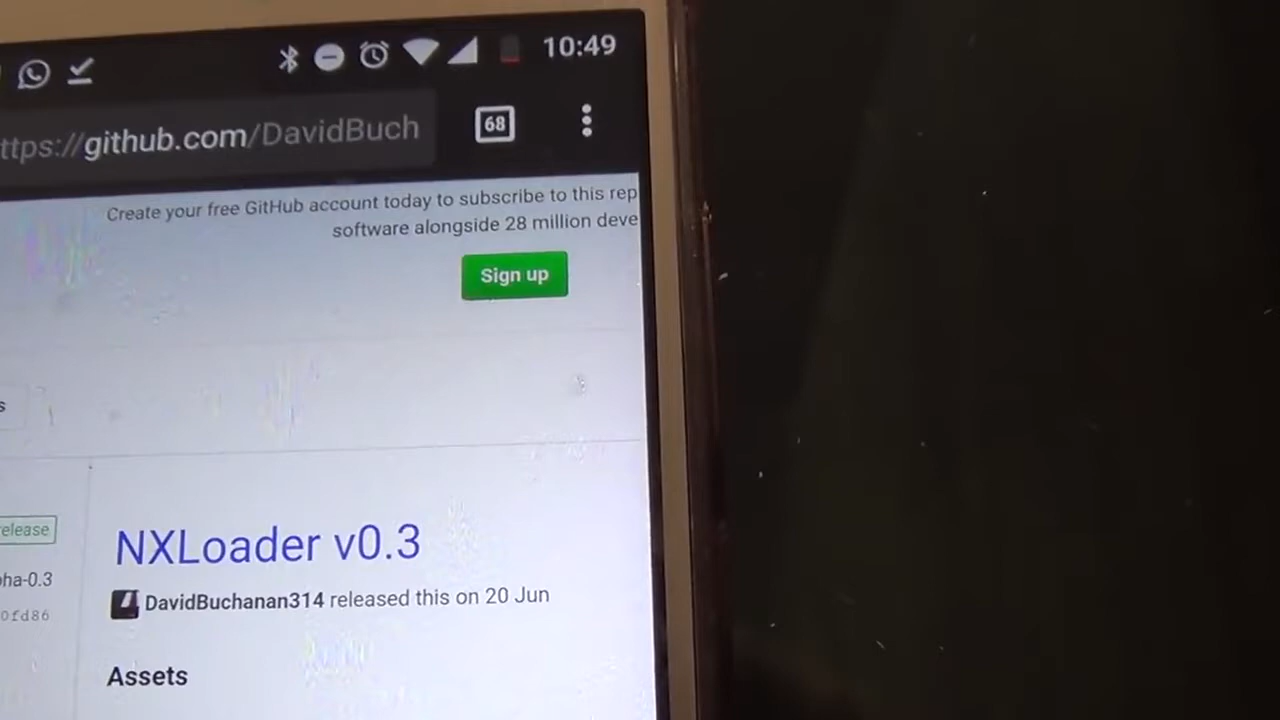 10:49
ttps://github.com/DavidBuch
68
Create your free GitHub account today to subscribe to this rep
software alongside 28 million deve
Sign up
s
elease
NXLoader v0.3
pha-0.3
DavidBuchanan314 released this on 20 Jun
0fd86
Assets